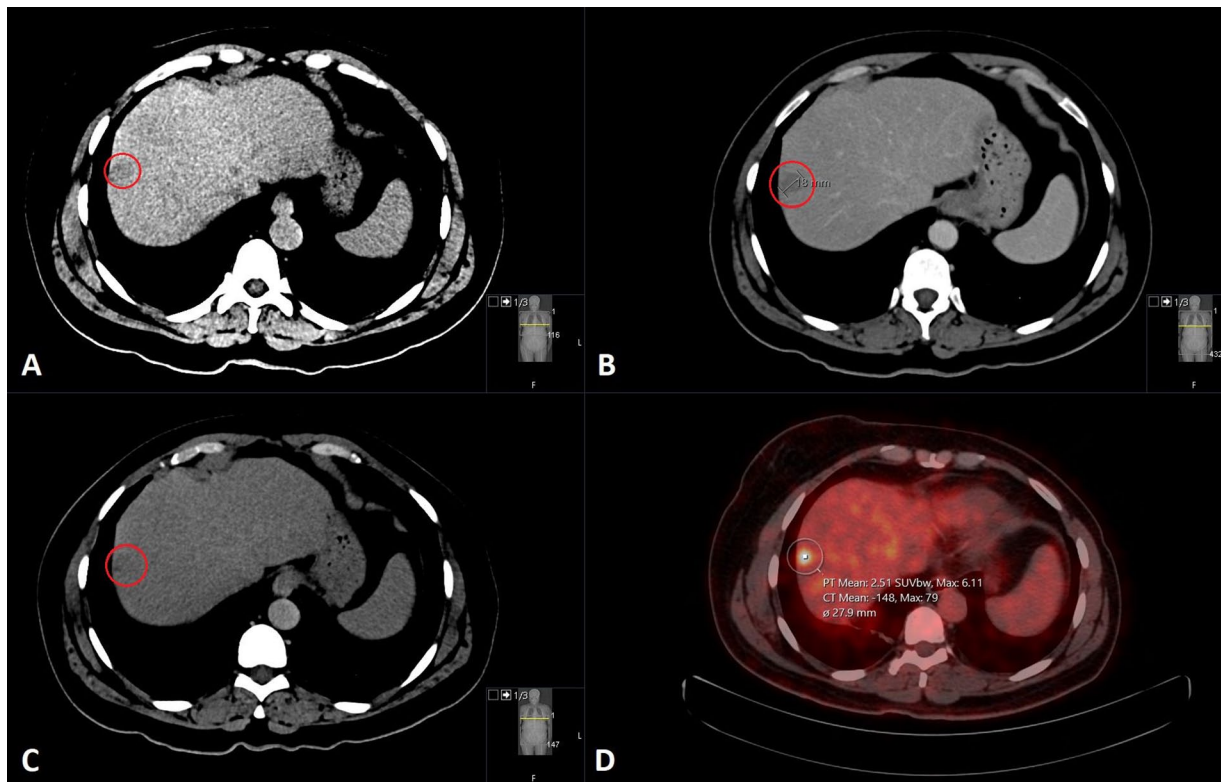 1/3
1
116
L
F
A
18 mm
1/3
1
432
F
B
1/3
1
147
L
F
C
PT Mean: 2.51 SUVbw, Max: 6.11
CT Mean: -148, Max: 79
ø 27.9 mm
D